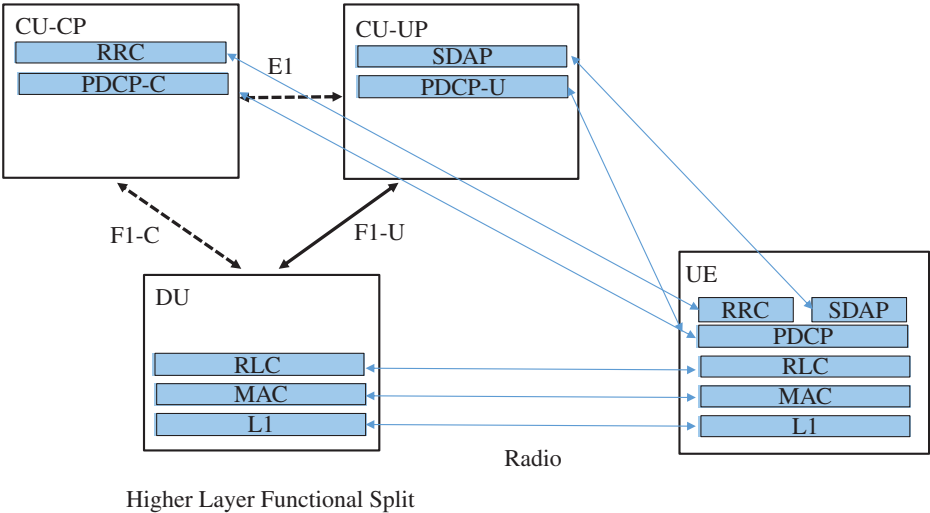 CU-CP
RRC
PDCP-C
E1
CU-UP
SDAP
PDCP-U
F1-C
F1-U
DU
RLC
MAC
L1
UE
RRC
SDAP
PDCP
RLC
MAC
L1
Radio
Higher Layer Functional Split